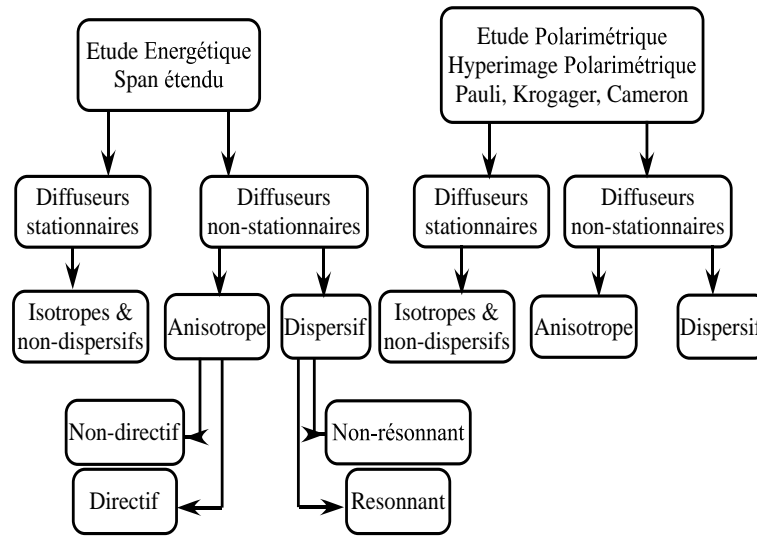 Etude Energétique
Span étendu
Etude Polarimétrique
Hyperimage Polarimétrique
Pauli, Krogager, Cameron
Diffuseurs
stationnaires
Diffuseurs
non-stationnaires
Diffuseurs
stationnaires
Diffuseurs
non-stationnaires
Isotropes &
non-dispersifs
Anisotrope
Dispersif
Isotropes &
non-dispersifs
Anisotrope
Dispersif
Non-directif
Non-résonnant
Directif
Resonnant